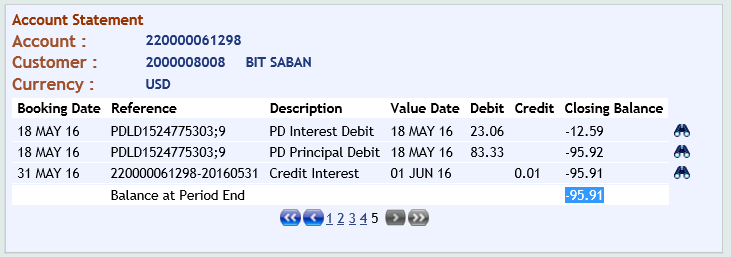 Account Statement
Account : 220000061298
Customer : 2000008008 BIT SABAN
Currency : USD
Booking Date Reference Description Value Date Debit Credit Closing Balance
18 MAY 16 PDLD1524775303;9 PD Interest Debit 18 MAY 16 23.06 -12.59
18 MAY 16 PDLD1524775303;9 PD Principal Debit 18 MAY 16 83.33 -95.92
31 MAY 16 220000061298-20160531 Credit Interest 01 JUN 16 0.01 -95.91
Balance at Period End -95.91
1 2 3 4 5